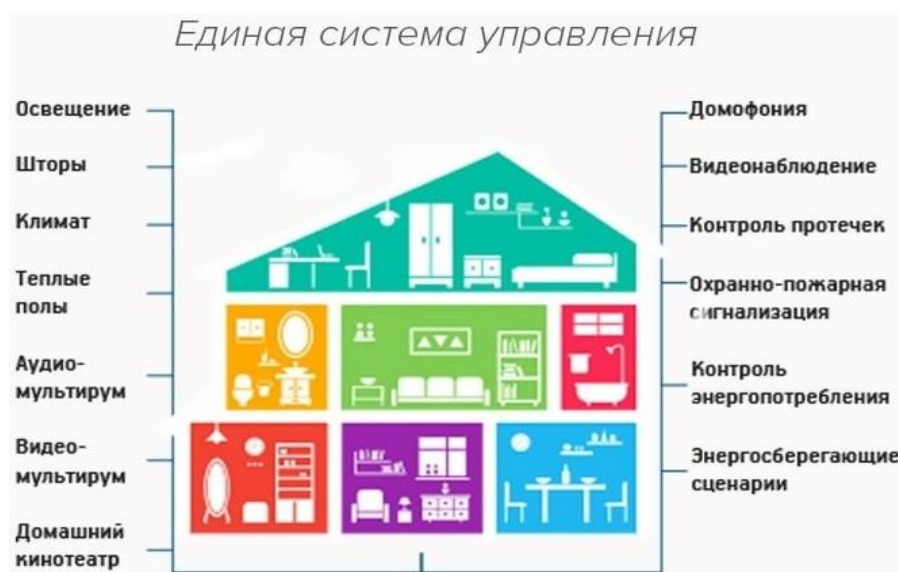 Единая система управления
Освещение
Шторы
Климат
Теплые
полы
Аудио-
мультирум
Видео-
мультирум
Домашний
кинотеатр
Домофония
Видеонаблюдение
Контроль протечек
Охранно-пожарная
сигнализация
Контроль
энергопотребления
Энергосберегающие
сценарии